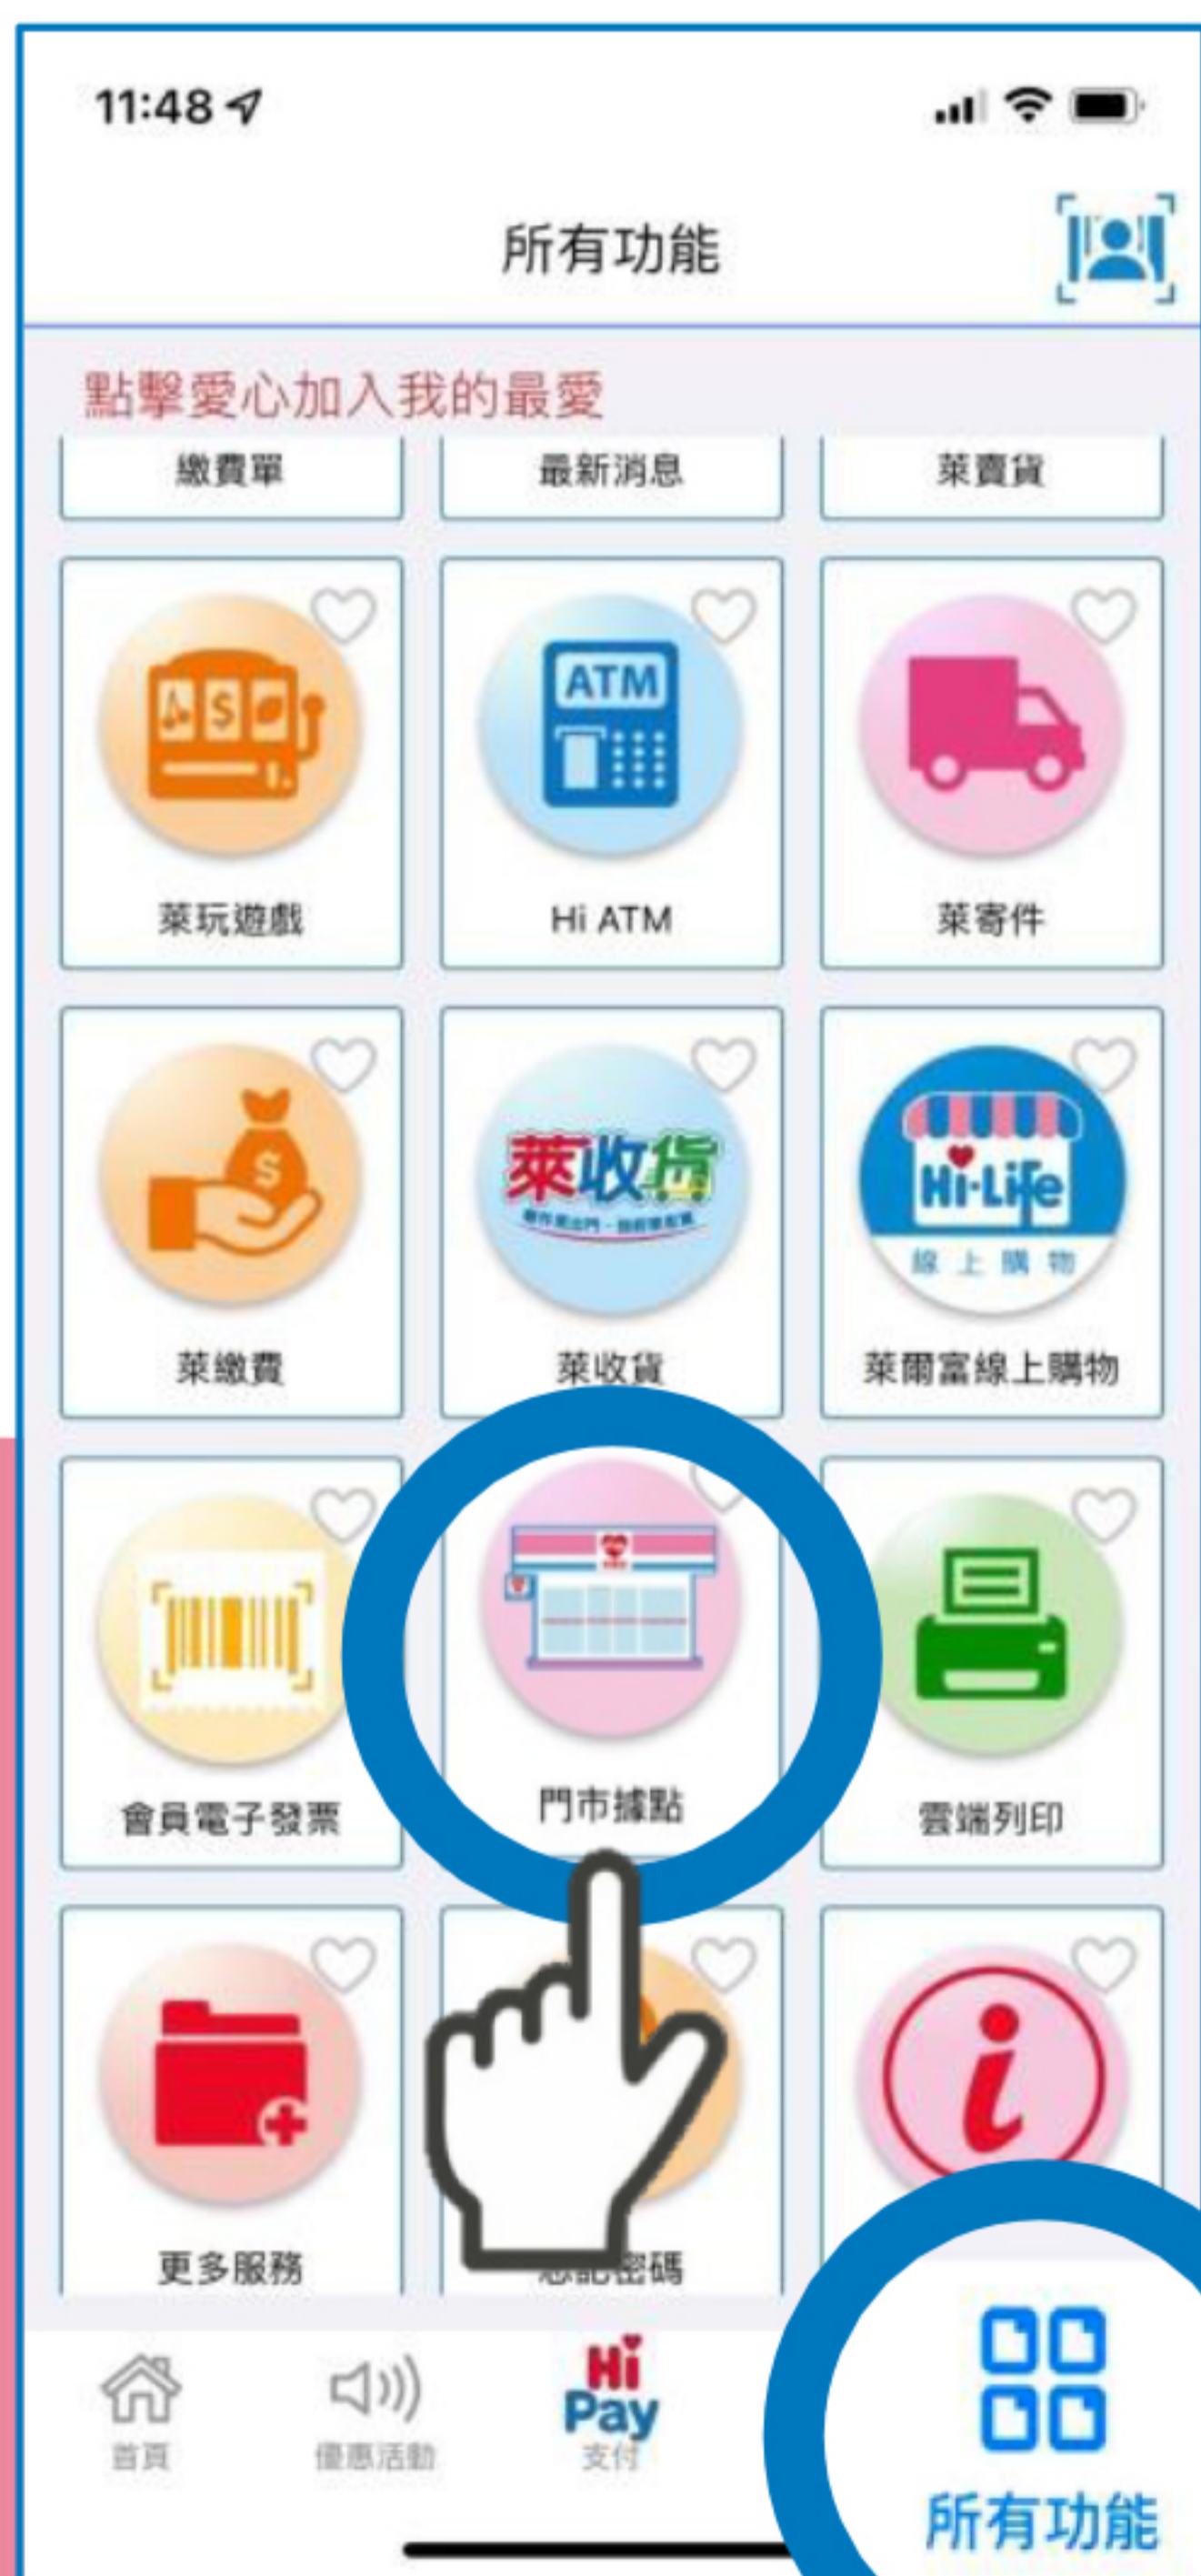 11:48
所有功能
點擊愛心加入我的最愛
繳費單
最新消息
萊賣貨
$
ATM
萊玩遊戲
Hi ATM
萊寄件
$
萊收貨
Hi-Life
線上購物
萊繳費
萊收貨
萊爾富線上購物
會員電子發票
門市據點
雲端列印
i
更多服務
密碼
Hi
Pay
首頁
優惠活動
支付
所有功能